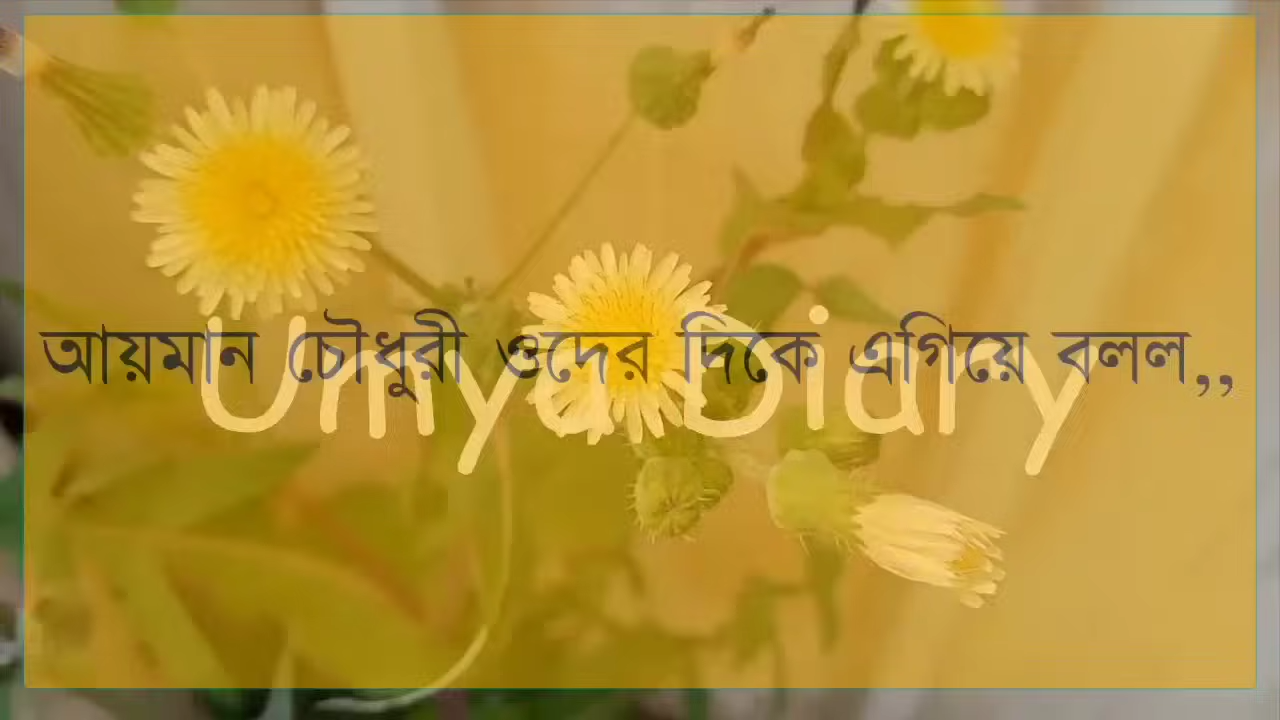 আয়মান চৌধুরী ওদের দিকে এগিয়ে বলল,,
Umya Diary